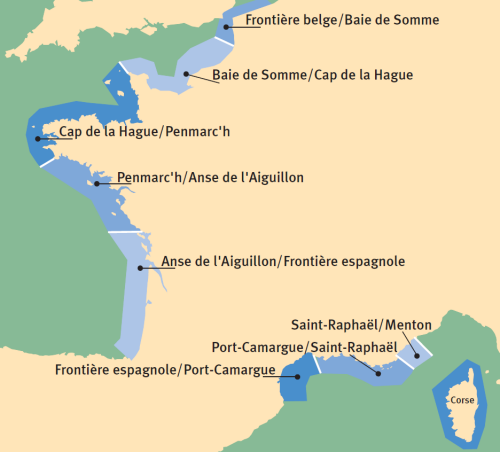 Frontière belge/Baie de Somme
Baie de Somme/Cap de la Hague
Cap de la Hague/Penmarc'h
Penmarc'h/Anse de l'Aiguillon
Anse de l'Aiguillon/Frontière espagnole
Saint-Raphaël/Menton
Port-Camargue/Saint-Raphaël
Frontière espagnole/Port-Camargue
Corse